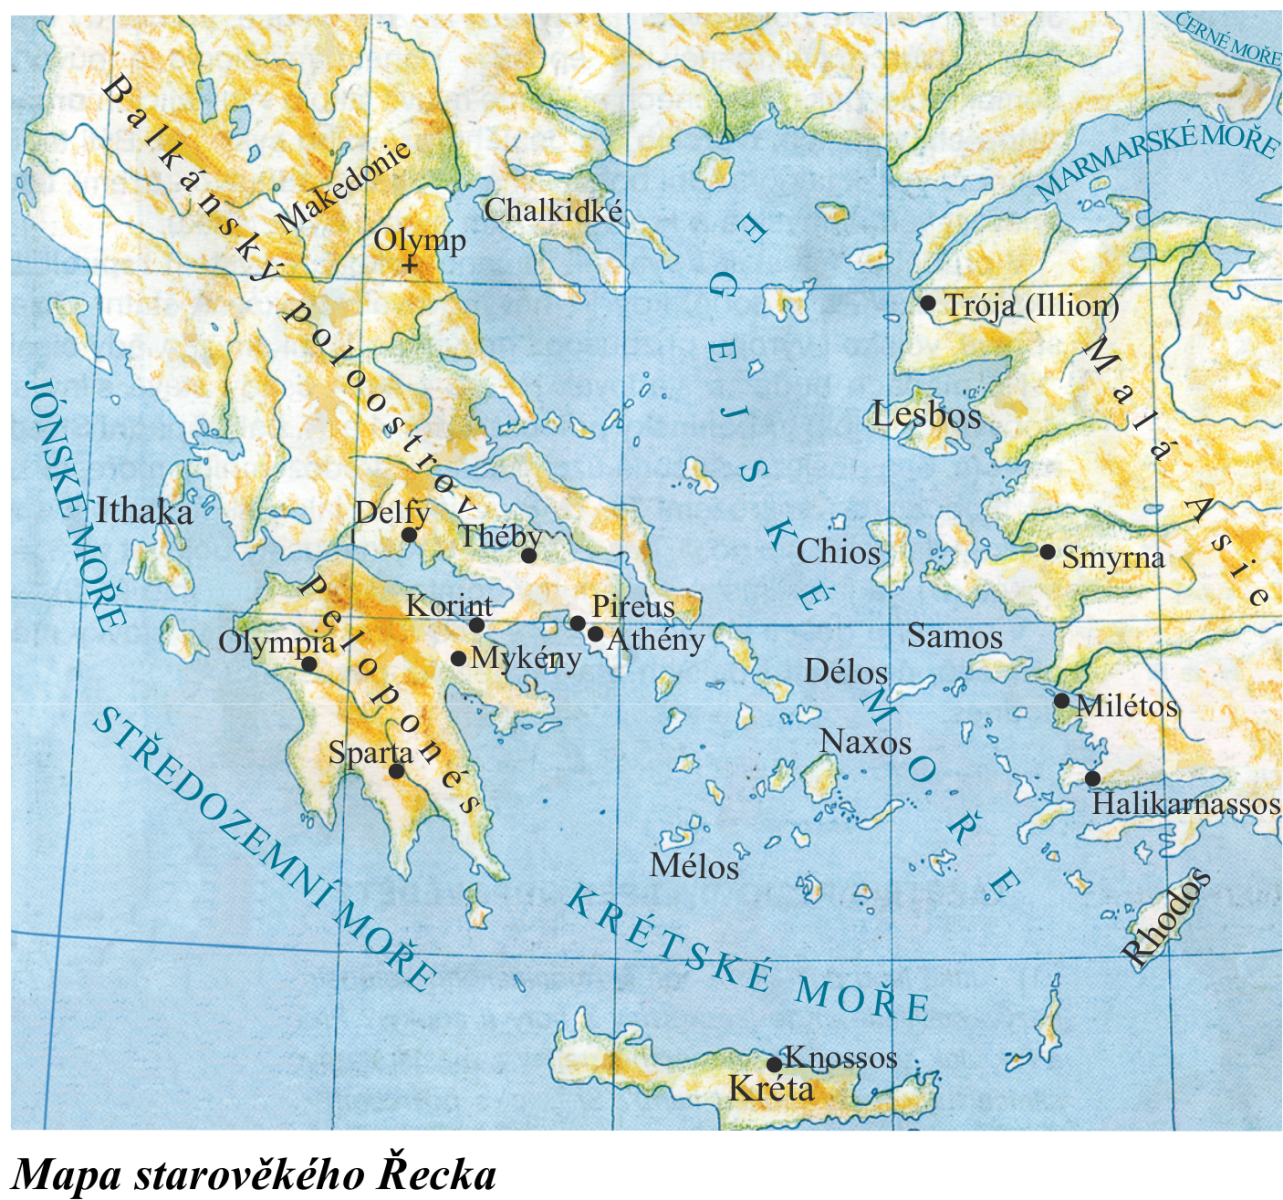 ČERNÉ MOŘE
MARMARSKÉ MOŘE
Balkánský poloostrov
Makedonie
Chalkidké
Olymp
EGEJSKÉ MOŘE
Trója (Illion)
Malá Asie
JÓNSKÉ MOŘE
Lesbos
Ithaka
Delfy
Théby
Chios
Smyrna
Peloponés
Korint
Pireus
Athény
Olympia
Mykény
Samos
Délos
Milétos
Sparta
Naxos
Halikarnassos
STŘEDOZEMNÍ MOŘE
Mélos
KRÉTSKÉ MOŘE
Rhodos
Knossos
Kréta
Mapa starověkého Řecka